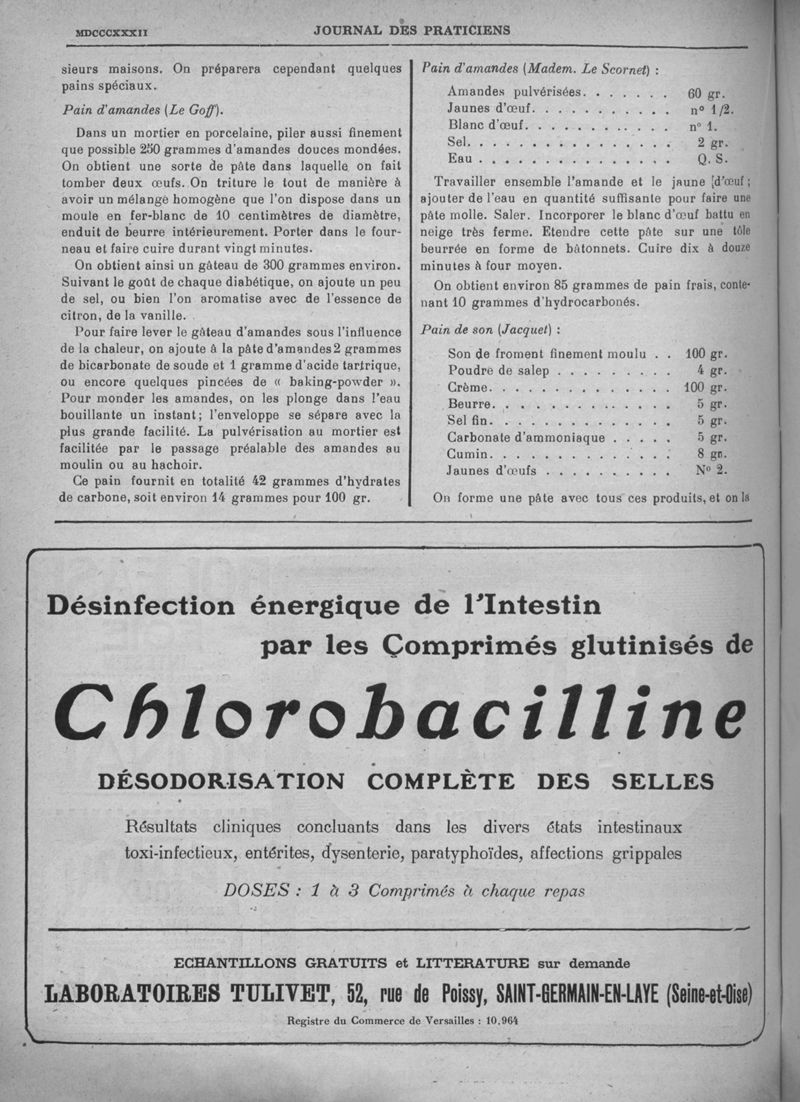 MDCCCXXXII
JOURNAL DES PRATICIENS
sieurs maisons. On préparera cependant quelques
pains spéciaux.
Pain d'amandes (Le Goff).
Dans un mortier en porcelaine, piler aussi finement
que possible 250 grammes d'amandes douces mondées.
On obtient une sorte de pâte dans laquelle on fait
tomber deux œufs. On triture le tout de manière à
avoir un mélange homogène que l'on dispose dans un
moule en fer-blanc de 10 centimètres de diamètre,
enduit de beurre intérieurement. Porter dans le four-
neau et faire cuire durant vingt minutes.
On obtient ainsi un gâteau de 300 grammes environ.
Suivant le goût de chaque diabétique, on ajoute un peu
de sel, ou bien l'on aromatise avec de l'essence de
citron, de la vanille.
Pour faire lever le gâteau d'amandes sous l'influence
de la chaleur, on ajoute à la pâte d'amandes 2 grammes
de bicarbonate de soude et 1 gramme d'acide tartrique,
ou encore quelques pincées de « baking-powder ».
Pour monder les amandes, on les plonge dans l'eau
bouillante un instant; l'enveloppe se sépare avec la
plus grande facilité. La pulvérisation au mortier est
facilitée par le passage préalable des amandes au
moulin ou au hachoir.
Ce pain fournit en totalité 42 grammes d'hydrates
de carbone, soit environ 14 grammes pour 100 gr.
Pain d'amandes (Madem. Le Scornet) :
Amandes pulvérisées. . . . . . . 60 gr.
Jaunes d'œuf. . . . . . . . . . . n° 1/2.
Blanc d'œuf. . . . . . . . . . . . n° 1.
Sel. . . . . . . . . . . . . . . . 2 gr.
Eau . . . . . . . . . . . . . . . Q. S.
Travailler ensemble l'amande et le jaune [d'œuf;
ajouter de l'eau en quantité suffisante pour faire une
pâte molle. Saler. Incorporer le blanc d'œuf battu en
neige très ferme. Etendre cette pâte sur une tôle
beurrée en forme de bâtonnets. Cuire dix à douze
minutes à four moyen.
On obtient environ 85 grammes de pain frais, conte-
nant 10 grammes d'hydrocarbonés.
Pain de son (Jacquet) :
Son de froment finement moulu . . 100 gr.
Poudre de salep . . . . . . . . . 4 gr.
Crème. . . . . . . . . . . . . . 100 gr.
Beurre. . . . . . . . . . . . . . 5 gr.
Sel fin. . . . . . . . . . . . . . 5 gr.
Carbonate d'ammoniaque . . . . . 5 gr.
Cumin. . . . . . . . . . . . . . 8 gr.
Jaunes d'œufs . . . . . . . . . . N° 2.
On forme une pâte avec tous ces produits, et on la
Désinfection énergique de l'Intestin
par les Comprimés glutinisés de
Chlorobacilline
DÉSODORISATION COMPLÈTE DES SELLES
Résultats cliniques concluants dans les divers états intestinaux
toxi-infectieux, entérites, dysenterie, paratyphoïdes, affections grippales
DOSES : 1 à 3 Comprimés à chaque repas
ECHANTILLONS GRATUITS et LITTERATURE sur demande
LABORATOIRES TULIVET, 52, rue de Poissy, SAINT-GERMAIN-EN-LAYE (Seine-et-Oise)
Registre du Commerce de Versailles : 10.964